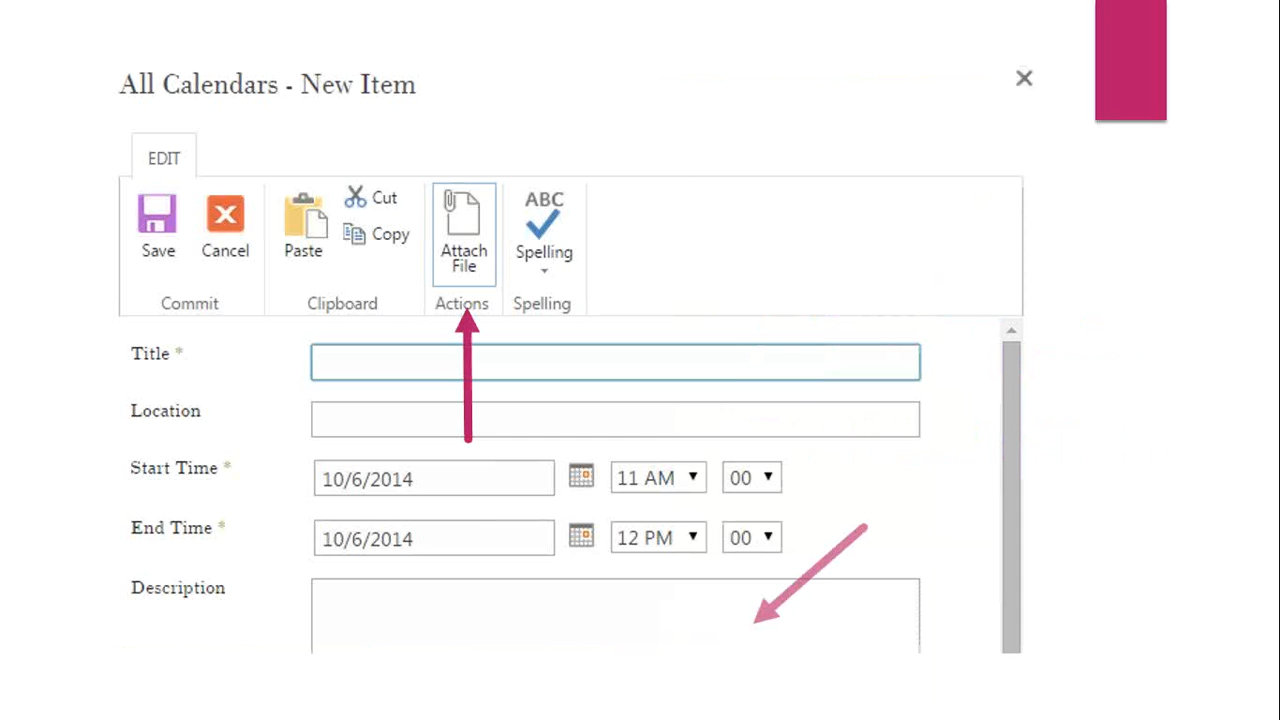 All Calendars - New Item
EDIT
Save
Cancel
Paste
Cut
Copy
Attach
File
ABC
Spelling
Commit
Clipboard
Actions
Spelling
Title *
Location
Start Time * 10/6/2014 11 AM 00
End Time * 10/6/2014 12 PM 00
Description